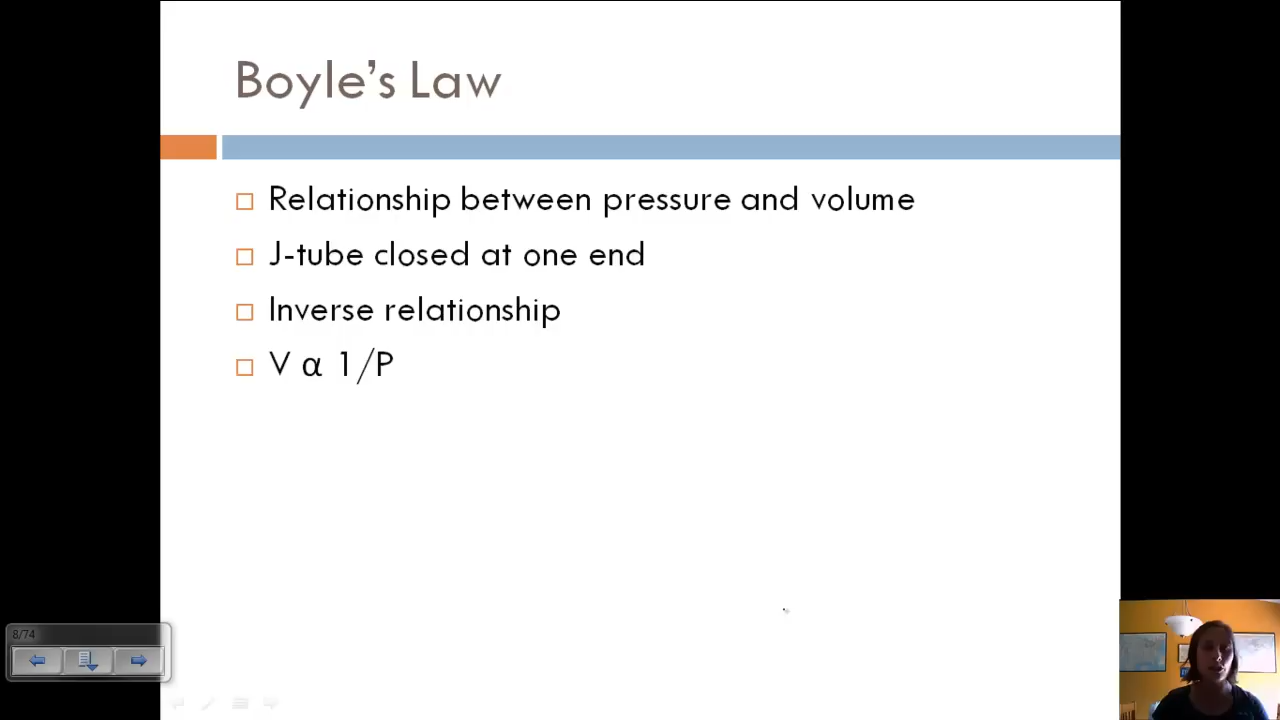 Boyle’s Law
Relationship between pressure and volume
J-tube closed at one end
Inverse relationship
V α 1/P
8/74